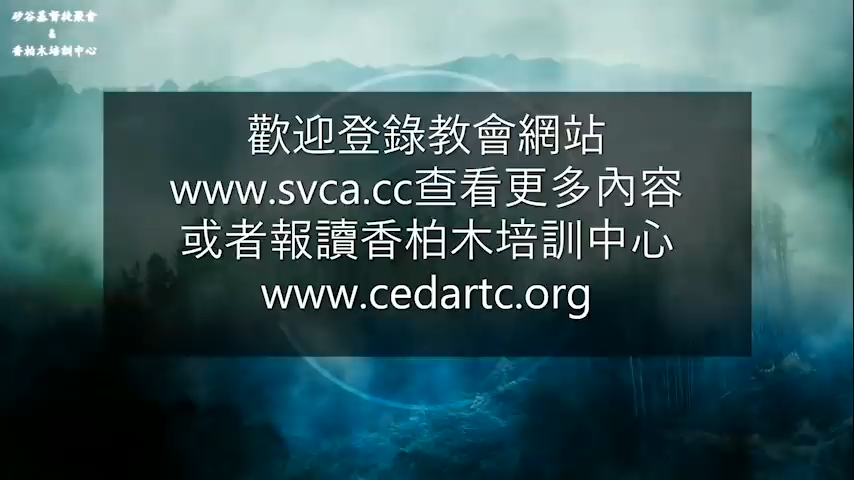 矽谷基督徒聚會
&
香柏木培訓中心
歡迎登錄教會網站
www.svca.cc查看更多內容
或者報讀香柏木培訓中心
www.cedartc.org